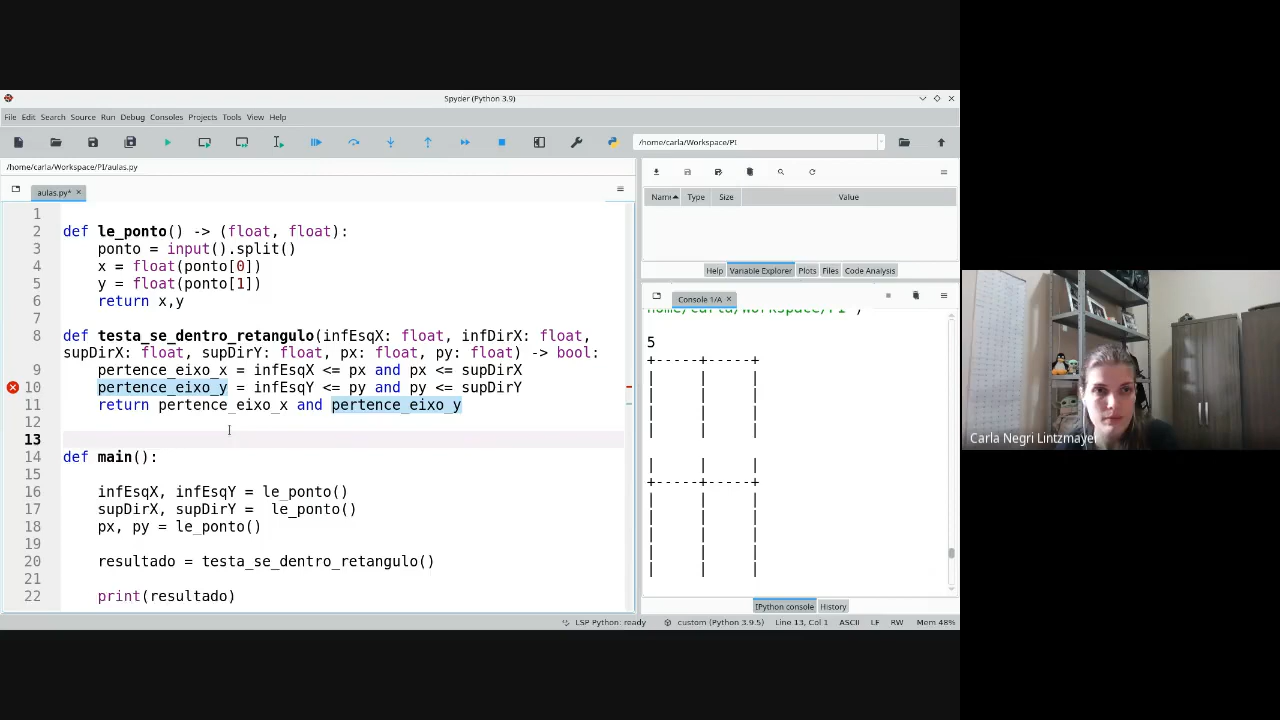 Spyder (Python 3.9)
File Edit Search Source Run Debug Consoles Projects Tools View Help
/home/carla/Workspace/PI
/home/carla/Workspace/PI/aulas.py
aulas.py*
1
2 def le_ponto() -> (float, float):
3 ponto = input().split()
4 x = float(ponto[0])
5 y = float(ponto[1])
6 return x,y
7
8 def testa_se_dentro_retangulo(infEsqX: float, infDirX: float,
supDirX: float, supDirY: float, px: float, py: float) -> bool:
9 pertence_eixo_x = infEsqX <= px and px <= supDirX
10 pertence_eixo_y = infEsqY <= py and py <= supDirY
11 return pertence_eixo_x and pertence_eixo_y
12
13
14 def main():
15
16 infEsqX, infEsqY = le_ponto()
17 supDirX, supDirY =  le_ponto()
18 px, py = le_ponto()
19
20 resultado = testa_se_dentro_retangulo()
21
22 print(resultado)
Name Type Size Value
Help Variable Explorer Plots Files Code Analysis
Console 1/A
home/carla/Workspace/PI')
5
+-----+-----+
| | |
| | |
| | |
| | |
| | |
+-----+-----+
| | |
| | |
| | |
| | |
| | |
IPython console History
LSP Python: ready custom (Python 3.9.5) Line 13, Col 1 ASCII LF RW Mem 48%
Carla Negri Lintzmayer